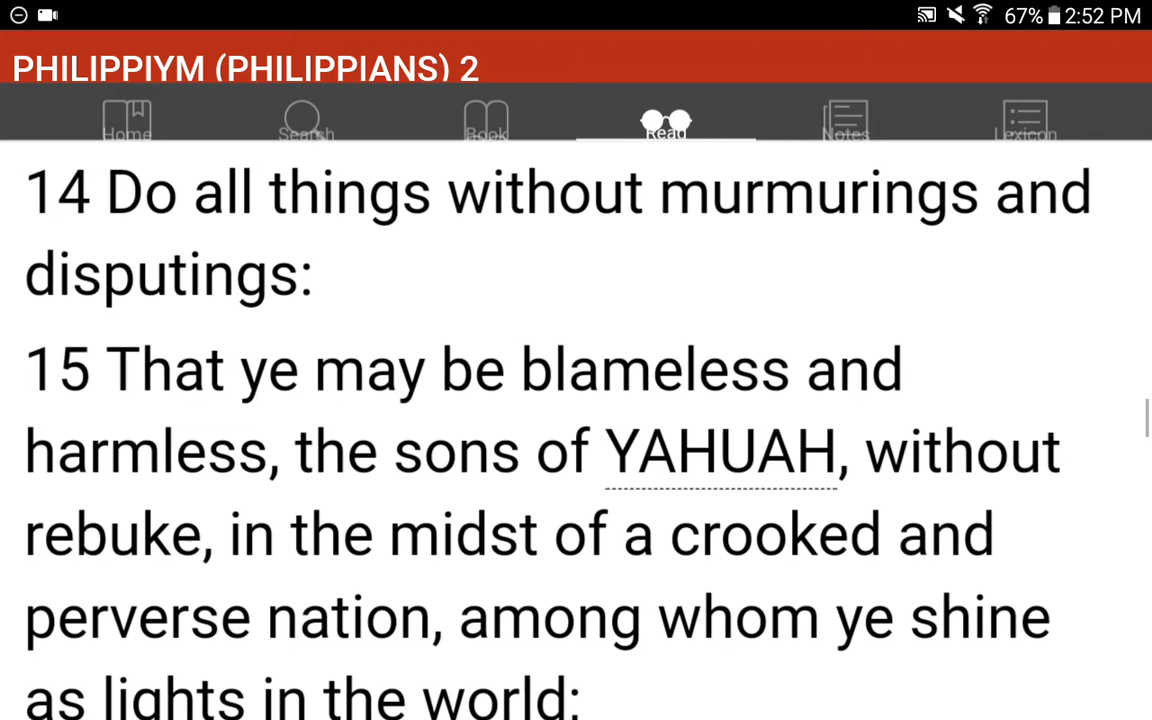 67% 2:52 PM
PHILIPPIYM (PHILIPPIANS) 2
Home Search Book Read Notes Lexicon
14 Do all things without murmurings and
disputings:
15 That ye may be blameless and
harmless, the sons of YAHUAH, without
rebuke, in the midst of a crooked and
perverse nation, among whom ye shine
as lights in the world;